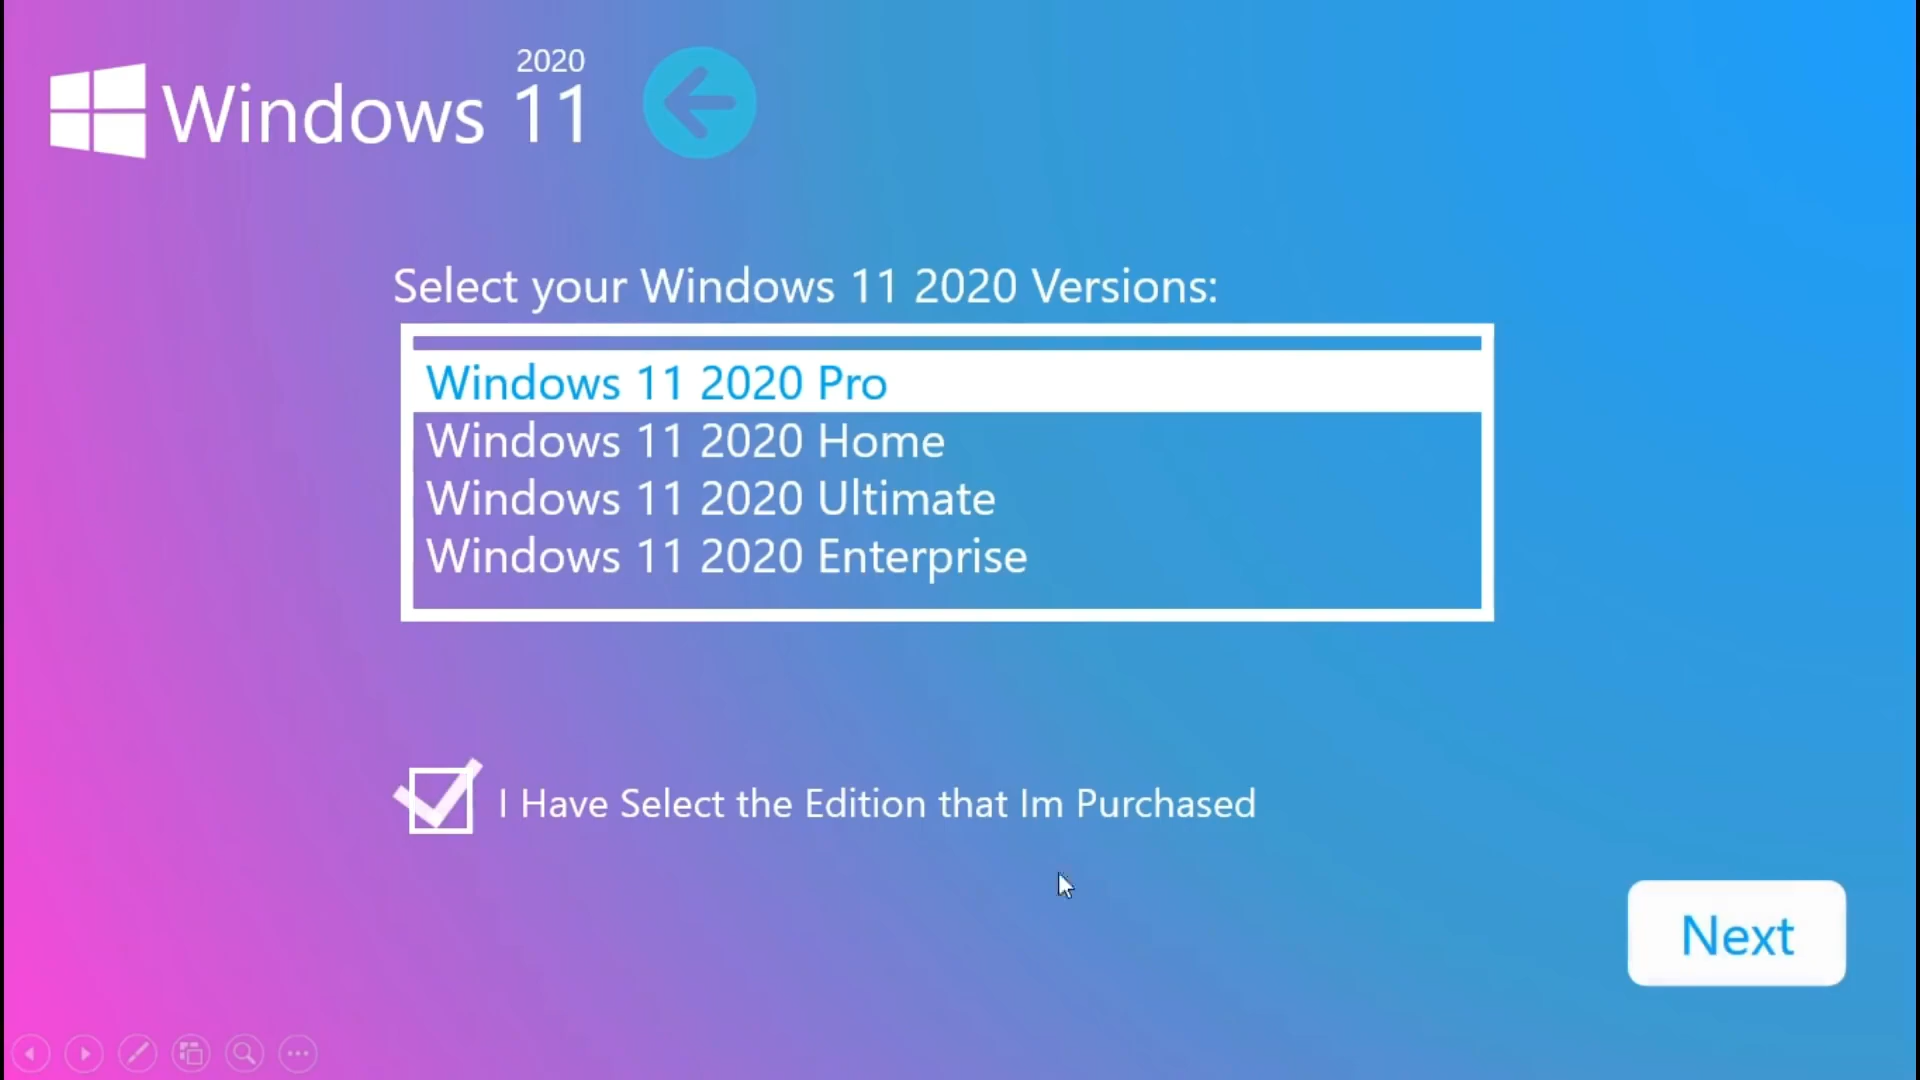 2020
Windows 11
Select your Windows 11 2020 Versions:
Windows 11 2020 Pro
Windows 11 2020 Home
Windows 11 2020 Ultimate
Windows 11 2020 Enterprise
I Have Select the Edition that Im Purchased
Next